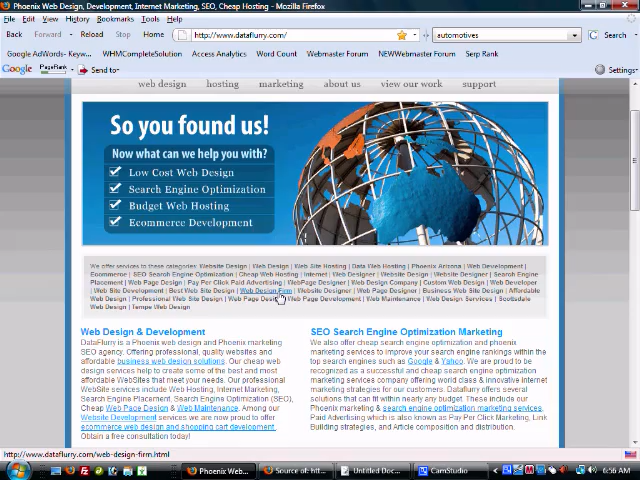 Phoenix Web Design, Development, Internet Marketing, SEO, Cheap Hosting - Mozilla Firefox
File Edit View History Bookmarks Tools Help
Back Forward Reload Stop Home http://www.dataflurry.com/ automotives Search
Google AdWords - Keyw... WHMCompleteSolution Access Analytics Word Count Webmaster Forum NEWWebmaster Forum Serp Rank
Google PageRank Send to Settings
web design hosting marketing about us view our work support
So you found us!
Now what can we help you with?
Low Cost Web Design
Search Engine Optimization
Budget Web Hosting
Ecommerce Development
We offer services to these categories: Website Design | Web Design | Web Site Hosting | Data Web Hosting | Phoenix Arizona | Web Development |
Ecommerce | SEO Search Engine Optimization | Cheap Web Hosting | Internet | Web Designer | Website Designer | Search Engine
Placement | Web Page Design | Pay Per Click Paid Advertising | WebPage Designer | Web Design Company | Custom Web Design | Web Developer
| Web Site Development | Best Web Site Design | Web Design Firm | Website Designer | Web Page Designer | Business Web Site Design | Affordable
Web Design | Professional Web Site Design | Web Page Design | Web Page Development | Web Maintenance | Web Design Services | Scottsdale
Web Design | Tempe Web Design
Web Design & Development
DataFlurry is a Phoenix web design and Phoenix marketing
SEO agency. Offering professional, quality websites and
affordable business web design solutions. Our cheap web
design services help to create some of the best and most
affordable WebSites that meet your needs. Our professional
WebSite services include Web Hosting, Internet Marketing,
Search Engine Placement, Search Engine Optimization (SEO),
Cheap Web Page Design & Web Maintenance. Among our
Website Development services we are now proud to offer
ecommerce web design and shopping cart development.
Obtain a free consultation today!
SEO Search Engine Optimization Marketing
We also offer cheap search engine optimization and phoenix
marketing services to improve your search engine rankings within the
top search engines such as Google & Yahoo. We are proud to be
recognized as a successful and cheap search engine optimization
marketing services company offering world class & innovative internet
marketing strategies for our customers. Dataflurry offers several
solutions that can fit within nearly any budget. These include our
Phoenix marketing & search engine optimization marketing services,
Paid Advertising which is also known as Pay Per Click Marketing, Link
Building strategies, and Article composition and distribution.
http://www.dataflurry.com/web-design-firm.html
Phoenix Web... Source of: htt... Untitled Doc... CamStudio 6:56 AM